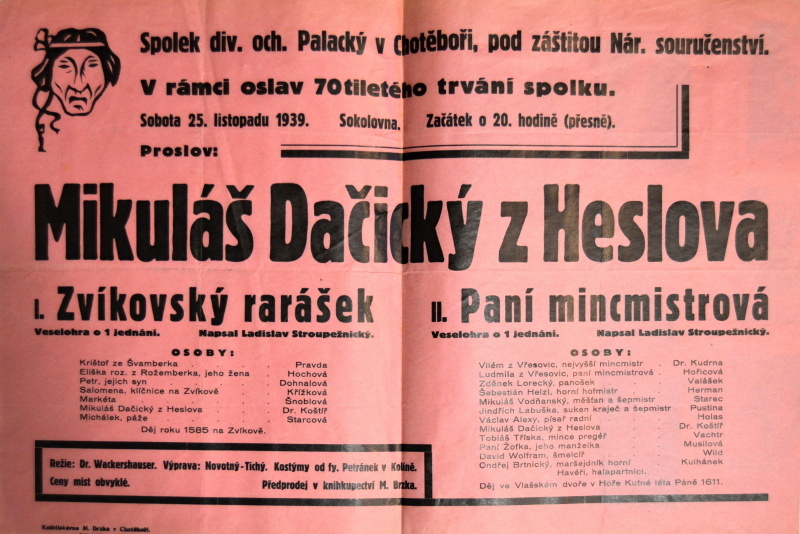 Spolek div. och. Palacký v Chotěboři, pod záštitou Nár. souručenství.
V rámci oslav 70tiletého trvání spolku.
Sobota 25. listopadu 1939. Sokolovna. Začátek o 20. hodině (přesně).
Proslov:
Mikuláš Dačický z Heslova
I. Zvíkovský rarášek
Veselohra o 1 jednání. Napsal Ladislav Stroupežnický.
OSOBY:
Krištof ze Švamberka . . . Pravda
Eliška roz. z Rožemberka, jeho žena . Hochová
Petr, jejich syn . . . Dohnalová
Salomena, klíčnice na Zvíkově . . Křížková
Markéta . . . . Šnoblová
Mikuláš Dačický z Heslova . . Dr. Koštíř
Michálek, páže . . . Starcová
Děj roku 1585 na Zvíkově.
II. Paní mincmistrová
Veselohra o 1 jednání. Napsal Ladislav Stroupežnický.
OSOBY:
Vilém z Vřesovic, nejvyšší mincmistr . Dr. Kudrna
Ludmila z Vřesovic, paní mincmistrová . Hořicová
Zdeněk Lorecký, panošek . . Valášek
Šebestián Helzl, horní hofmistr . . Herman
Mikuláš Vodňanský, měšťan a šepmistr . Starec
Jindřich Labuška, suken kraječ a šepmistr . Pustina
Václav Alexy, písař radní . . Holas
Mikuláš Dačický z Heslova . . Dr. Koštíř
Tobiáš Tříska, mince pregéř . . Vachtr
Paní Žofka, jeho manželka . . Musilová
David Wolfram, šmelcíř . . Wild
Ondřej Brtnický, maršejdník horní . Kulhánek
Havéři, halapartníci.
Děj ve Vlašském dvoře v Hoře Kutné léta Páně 1611.
Režie: Dr. Wackershauser. Výprava: Novotný-Tichý. Kostýmy od fy. Petránek v Kolíně.
Ceny míst obvyklé. Předprodej v knihkupectví M. Brzka.
Knihtiskárna M. Brzka v Chotěboři.